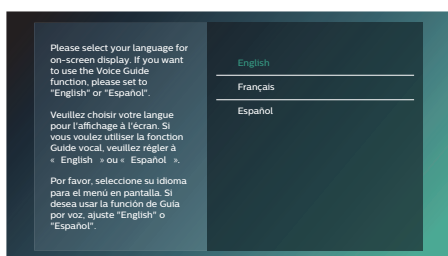 Please select your language for
on-screen display. If you want
to use the Voice Guide
function, please set to
"English" or "Español".
Veuillez choisir votre langue
pour l'affichage à l'écran. Si
vous voulez utiliser la fonction
Guide vocal, veuillez régler à
« English » ou « Español ».
Por favor, seleccione su idioma
para el menú en pantalla. Si
desea usar la función de Guía
por voz, ajuste "English" o
"Español".
English
Français
Español